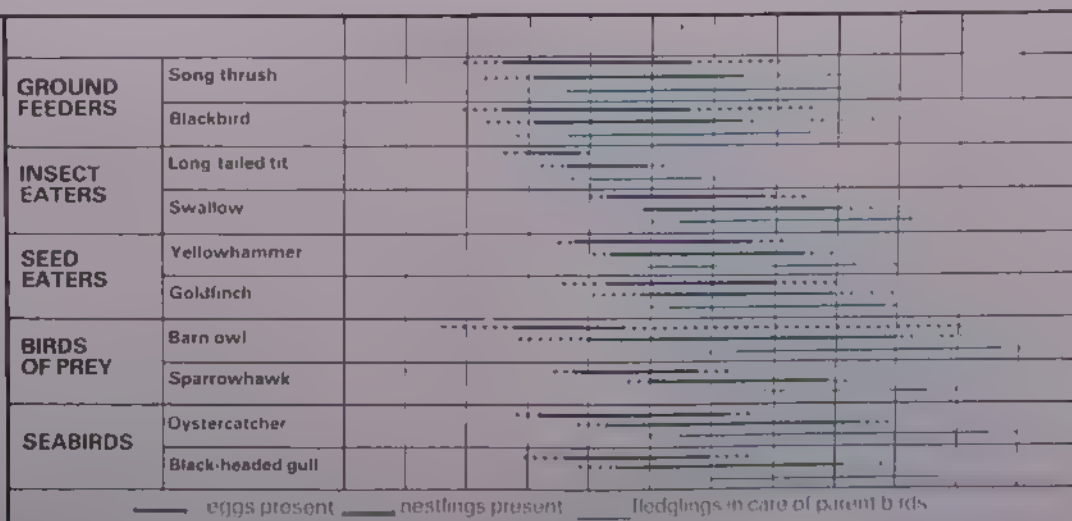 GROUND
FEEDERS
Song thrush
Blackbird
INSECT
EATERS
Long tailed tit
Swallow
SEED
EATERS
Yellowhammer
Goldfinch
BIRDS
OF PREY
Barn owl
Sparrowhawk
SEABIRDS
Oystercatcher
Black-headed gull
eggs present nestlings present fledglings in care of parent birds